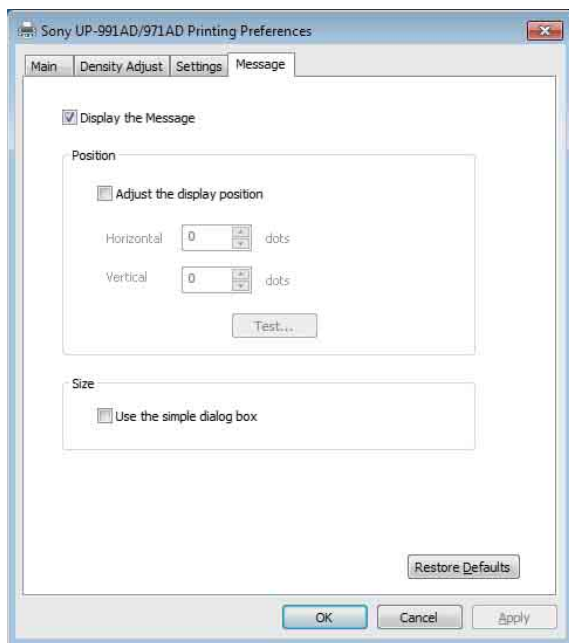 Sony UP-991AD/971AD Printing Preferences
Main Density Adjust Settings Message
Display the Message
Position
Adjust the display position
Horizontal 0 dots
Vertical 0 dots
Test...
Size
Use the simple dialog box
Restore Defaults
OK Cancel Apply